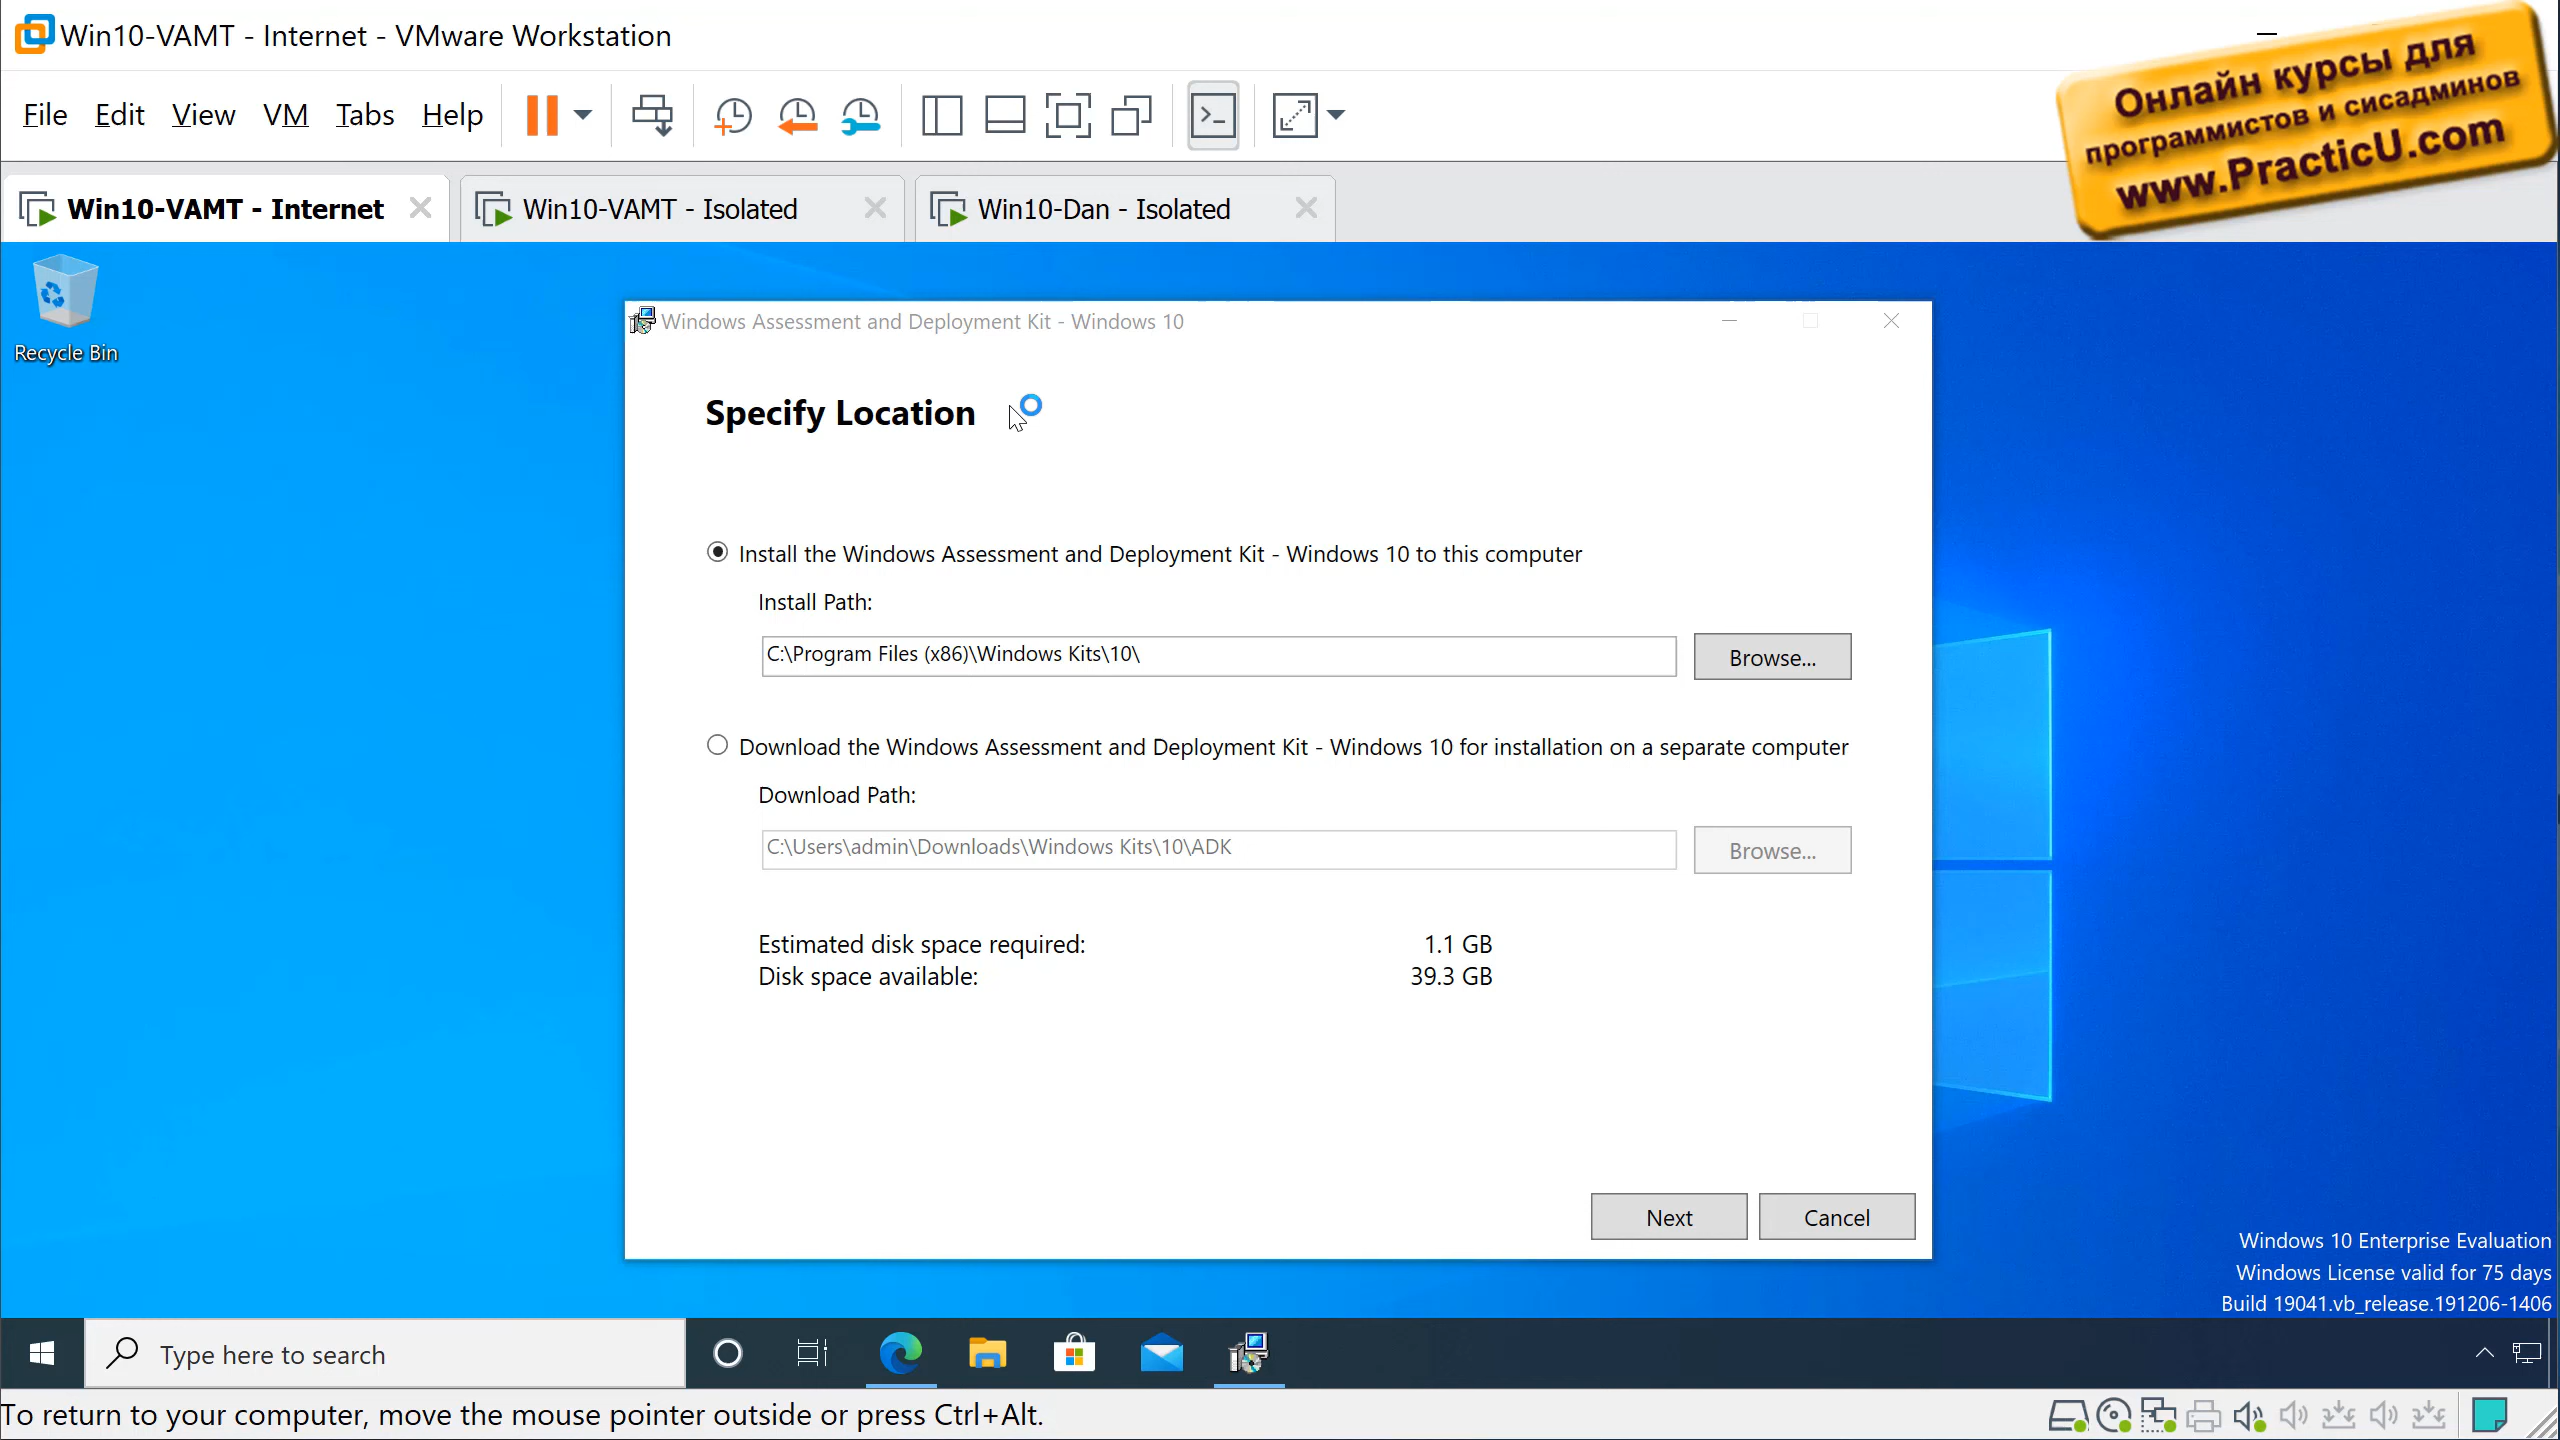 Win10-VAMT - Internet - VMware Workstation
Онлайн курсы для
программистов и сисадминов
www.PracticU.com
File Edit View VM Tabs Help
Win10-VAMT - Internet
Win10-VAMT - Isolated
Win10-Dan - Isolated
Recycle Bin
Windows Assessment and Deployment Kit - Windows 10
Specify Location
Install the Windows Assessment and Deployment Kit - Windows 10 to this computer
Install Path:
C:\Program Files (x86)\Windows Kits\10\
Browse...
Download the Windows Assessment and Deployment Kit - Windows 10 for installation on a separate computer
Download Path:
C:\Users\admin\Downloads\Windows Kits\10\ADK
Browse...
Estimated disk space required: 1.1 GB
Disk space available: 39.3 GB
Next
Cancel
Windows 10 Enterprise Evaluation
Windows License valid for 75 days
Build 19041.vb_release.191206-1406
Type here to search
To return to your computer, move the mouse pointer outside or press Ctrl+Alt.